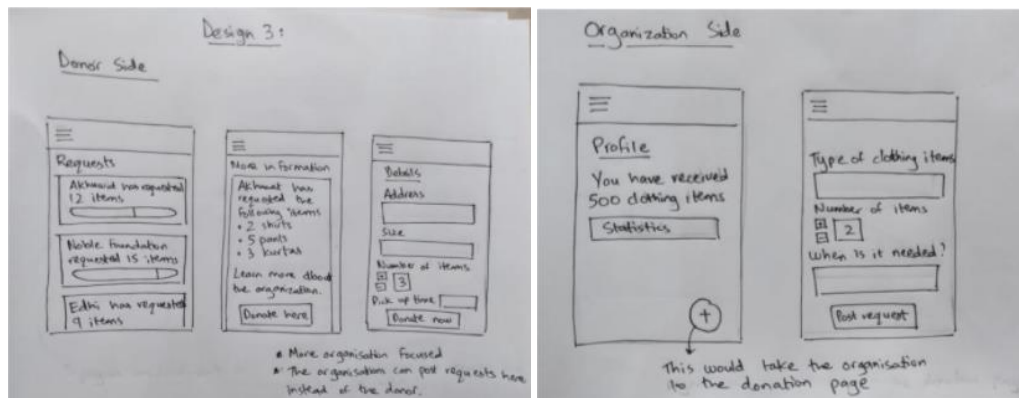 Design 3:
Donor Side
Requests
Akhuwat has requested
12 items
Noble Foundation
requested 15 items
Edhi has requested
9 items
More information
Akhuwat has
requested the
following items
• 2 shirts
• 5 pants
• 3 kurtas
Learn more about
the organization.
Donate here
Details
Address
Size
Number of items
+
-
3
Pick up time
Donate now
• More organisation focused
• The organisation can post requests here
instead of the donor.
Organization Side
Profile
You have received
500 clothing items
Statistics
+
This would take the organisation
to the donation page
Type of clothing items
Number of items
+
-
2
When is it needed?
Post request